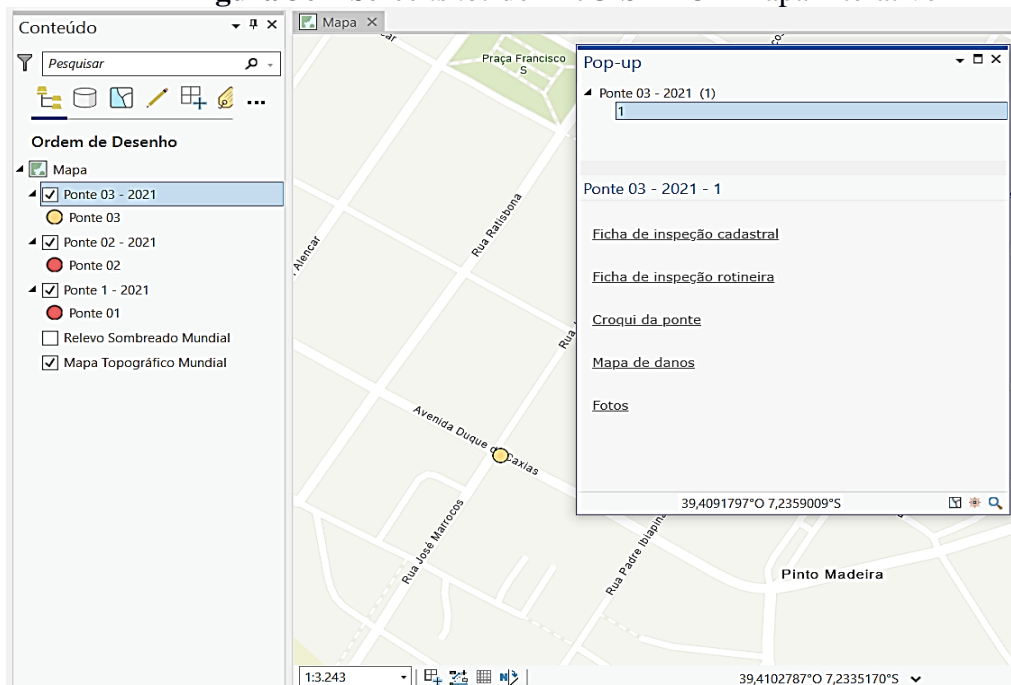 Conteúdo
Pesquisar
Ordem de Desenho
Mapa
Ponte 03 - 2021
Ponte 03
Ponte 02 - 2021
Ponte 02
Ponte 1 - 2021
Ponte 01
Relevo Sombreado Mundial
Mapa Topográfico Mundial
Mapa
Praça Francisco
S
Rua Ratisbona
Alencar
Rua
Avenida Duque de Caxias
Rua José Marrocos
Rua Padre Ibiapina
Pinto Madeira
Pop-up
Ponte 03 - 2021 (1)
1
Ponte 03 - 2021 - 1
Ficha de inspeção cadastral
Ficha de inspeção rotineira
Croqui da ponte
Mapa de danos
Fotos
39,4091797°O 7,2359009°S
1:3.243
39,4102787°O 7,2335170°S